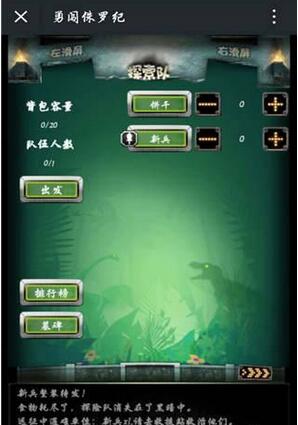 勇闯侏罗纪
左滑屏
探索队
右滑屏
背包容量
饼干
0
0/20
队伍人数
新兵
0
0/1
出发
排行榜
墓碑
新兵整装待发!
食物耗尽了，探险队消失在了黑暗中。